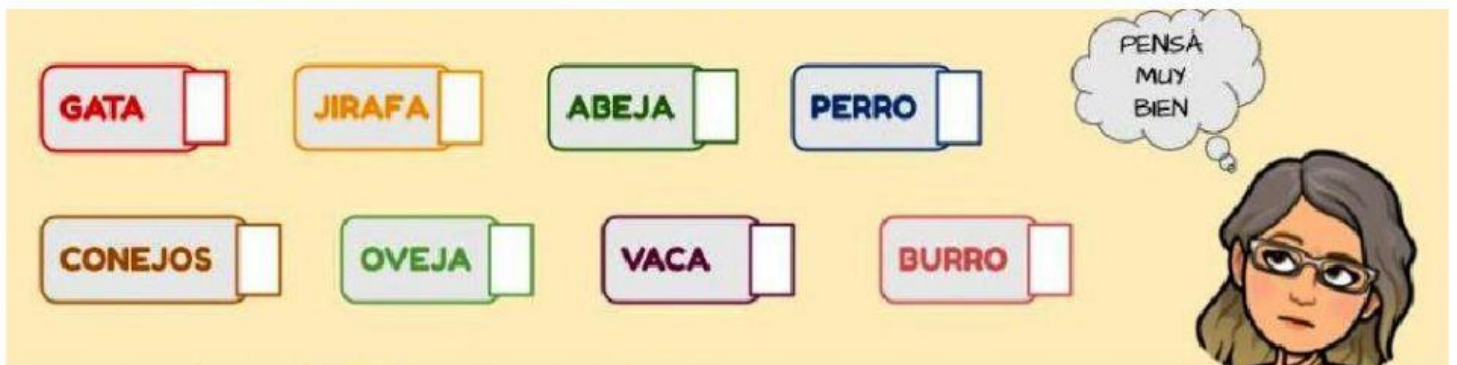 GATA JIRAFA ABEJA PERRO
PENSÁ
MUY
BIEN
CONEJOS OVEJA VACA BURRO